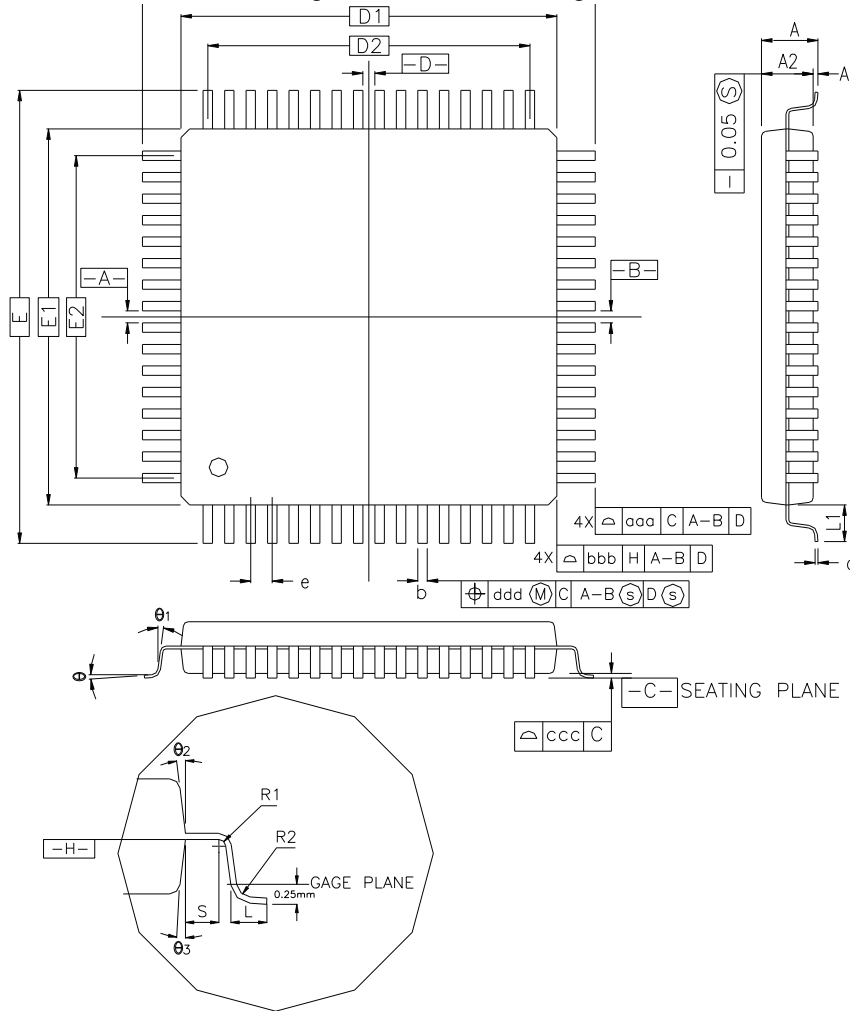 D1
D2
-D-
A
A2
A
- 0.05 S
-A-
-B-
E
E1
E2
4X aaa C A-B D
L1
4X bbb H A-B D
e
b
ddd M C A-B S D S
θ1
θ
-C- SEATING PLANE
ccc C
θ2
R1
R2
-H-
GAGE PLANE
0.25mm
S
L
θ3